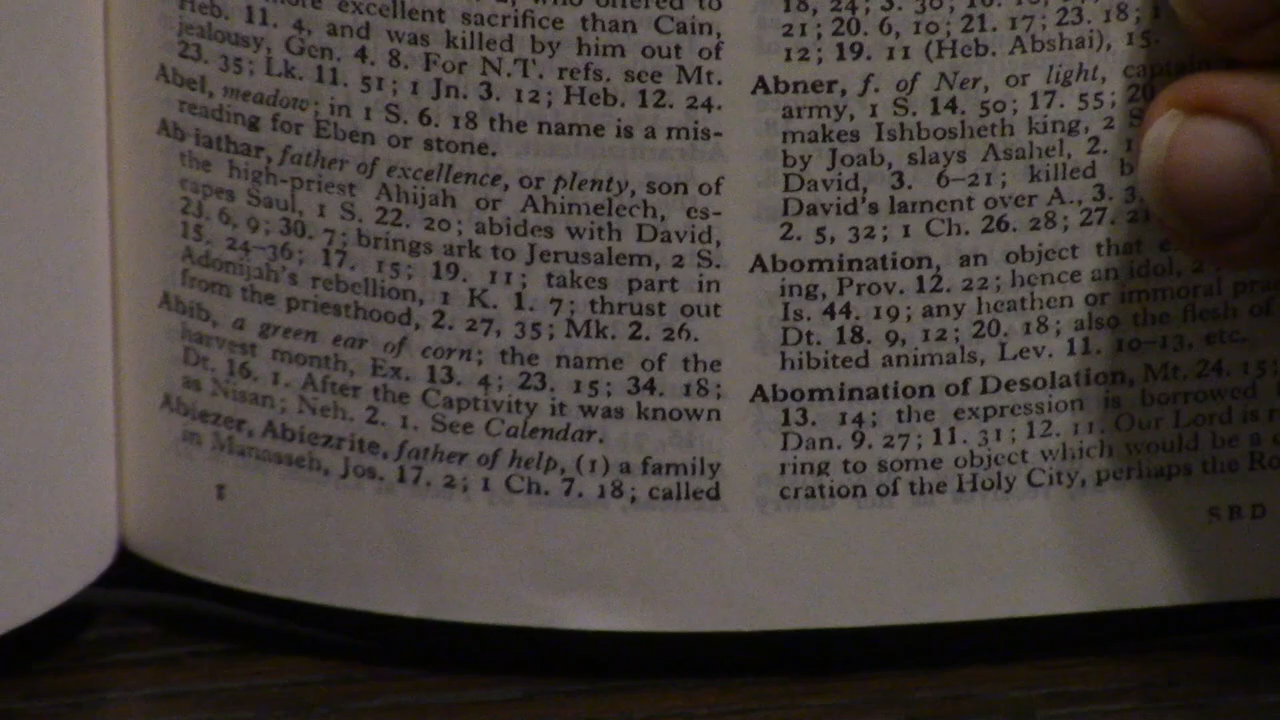 more excellent sacrifice than Cain,
Heb. 11. 4, and was killed by him out of
jealousy, Gen. 4. 8. For N.T. refs. see Mt.
23. 35; Lk. 11. 51; 1 Jn. 3. 12; Heb. 12. 24.
Abel, meadow; in 1 S. 6. 18 the name is a mis-
reading for Eben or stone.
Ab-iathar, father of excellence, or plenty, son of
the high-priest Ahijah or Ahimelech, es-
capes Saul, 1 S. 22. 20; abides with David,
23. 6, 9; 30. 7; brings ark to Jerusalem, 2 S.
15. 24-36; 17. 15; 19. 11; takes part in
Adonijah's rebellion, 1 K. 1. 7; thrust out
from the priesthood, 2. 27, 35; Mk. 2. 26.
Abib, a green ear of corn; the name of the
harvest month, Ex. 13. 4; 23. 15; 34. 18;
Dt. 16. 1. After the Captivity it was known
as Nisan; Neh. 2. 1. See Calendar.
Abiezer, Abiezrite, father of help, (1) a family
in Manasseh, Jos. 17. 2; 1 Ch. 7. 18; called
1
21; 20. 6, 10; 21. 17; 23. 18;
12; 19. 11 (Heb. Abshai), 15.
Abner, f. of Ner, or light, captain
army, 1 S. 14. 50; 17. 55; 20
makes Ishbosheth king, 2 S
by Joab, slays Asahel, 2.
David, 3. 6-21; killed
David's lament over A., 3.
2. 5, 32; 1 Ch. 26. 28; 27. 21
Abomination, an object that
ing, Prov. 12. 22; hence an idol,
Is. 44. 19; any heathen or immoral
Dt. 18. 9, 12; 20. 18; also the flesh of
hibited animals, Lev. 11. 10-13, etc.
Abomination of Desolation, Mt. 24. 15;
13. 14; the expression is borrowed
Dan. 9. 27; 11. 31; 12. 11. Our Lord is
ring to some object which would be a
cration of the Holy City, perhaps the
SBD